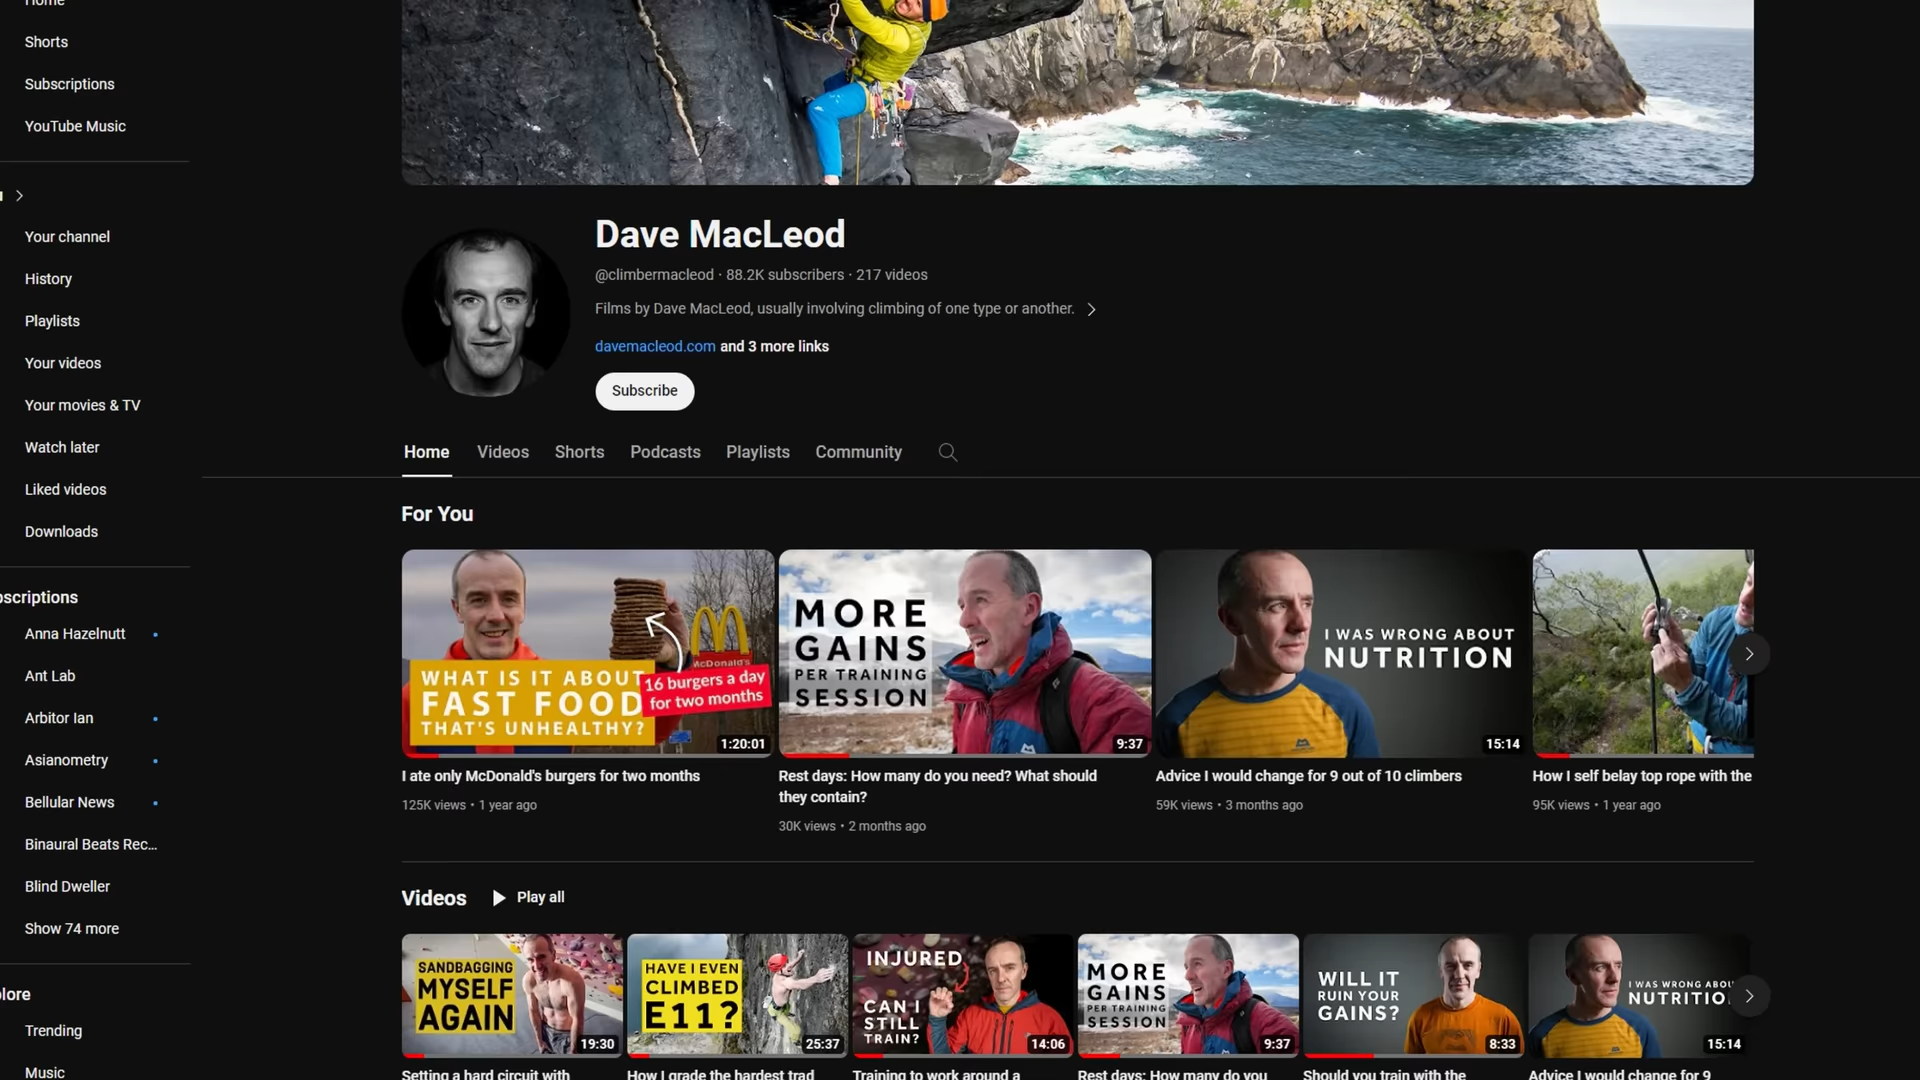 Home
Shorts
Subscriptions
YouTube Music
Your channel
History
Playlists
Your videos
Your movies & TV
Watch later
Liked videos
Downloads
scriptions
Anna Hazelnutt
Ant Lab
Arbitor Ian
Asianometry
Bellular News
Binaural Beats Rec...
Blind Dweller
Show 74 more
lore
Trending
Music
Dave MacLeod
@climbermacleod · 88.2K subscribers · 217 videos
Films by Dave MacLeod, usually involving climbing of one type or another.
davemacleod.com and 3 more links
Subscribe
Home Videos Shorts Podcasts Playlists Community
For You
WHAT IS IT ABOUT
FAST FOOD
THAT'S UNHEALTHY?
16 burgers a day
for two months
McDonald's
1:20:01
I ate only McDonald's burgers for two months
125K views • 1 year ago
MORE
GAINS
PER TRAINING
SESSION
9:37
Rest days: How many do you need? What should
they contain?
30K views • 2 months ago
I WAS WRONG ABOUT
NUTRITION
15:14
Advice I would change for 9 out of 10 climbers
59K views • 3 months ago
How I self belay top rope with the
95K views • 1 year ago
Videos Play all
SANDBAGGING
MYSELF
AGAIN
19:30
Setting a hard circuit with
HAVE I EVEN
CLIMBED
E11?
25:37
How I grade the hardest trad
INJURED
CAN I
STILL
TRAIN?
14:06
Training to work around a
MORE
GAINS
PER TRAINING
SESSION
9:37
Rest days: How many do you
WILL IT
RUIN YOUR
GAINS?
8:33
Should you train with the
I WAS WRONG ABOU
NUTRITIO
15:14
Advice I would change for 9